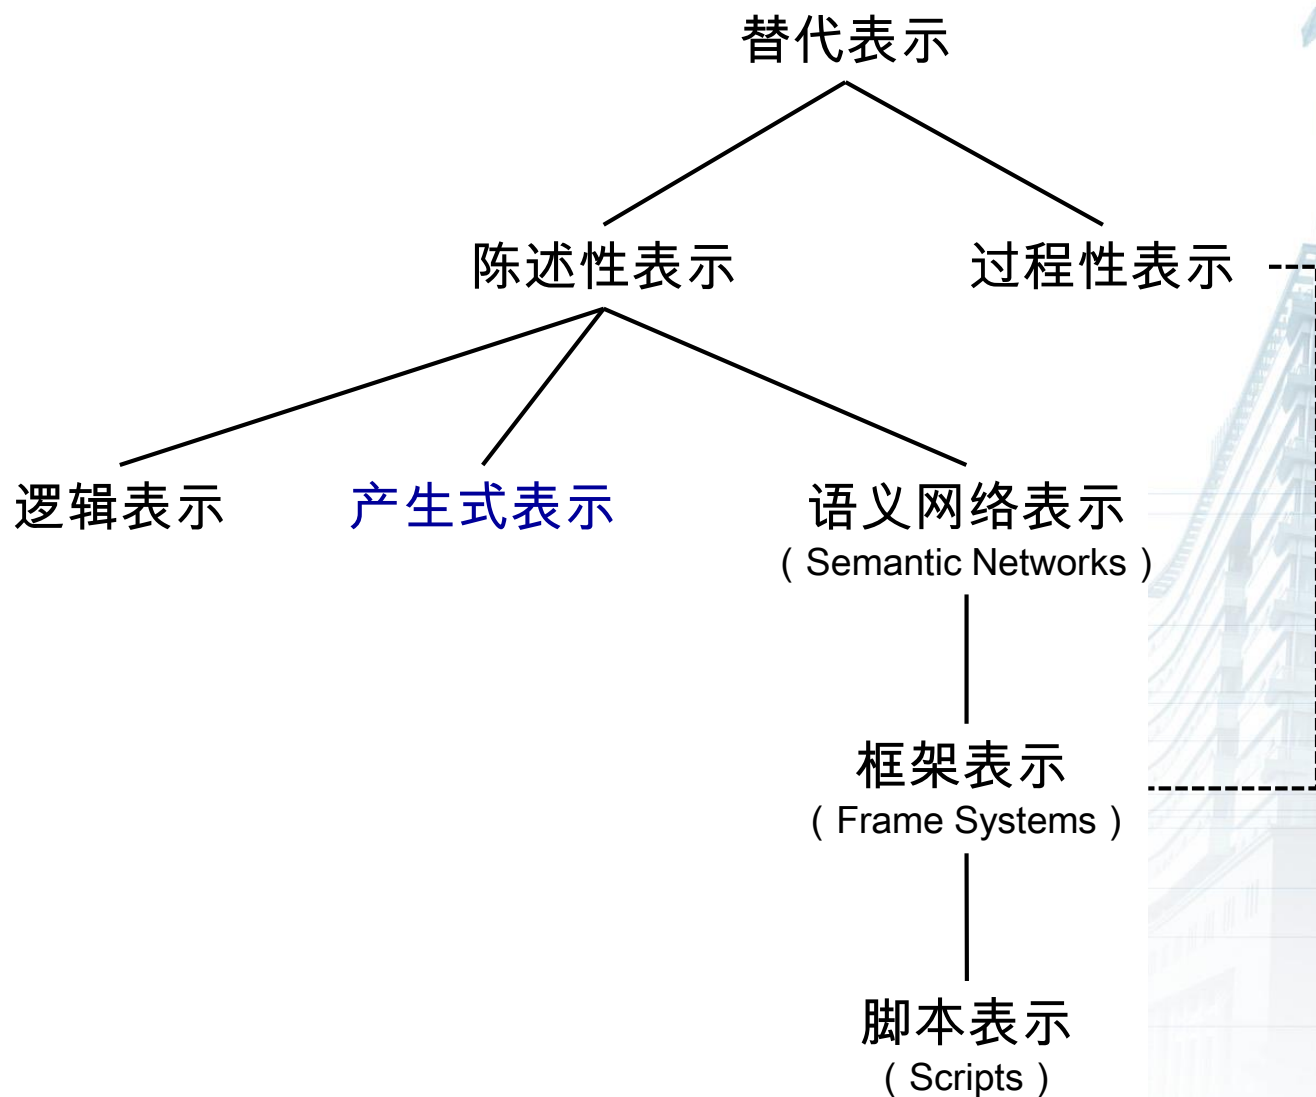 替代表示
陈述性表示
过程性表示
逻辑表示
产生式表示
语义网络表示
（Semantic Networks）
框架表示
（Frame Systems）
脚本表示
（Scripts）